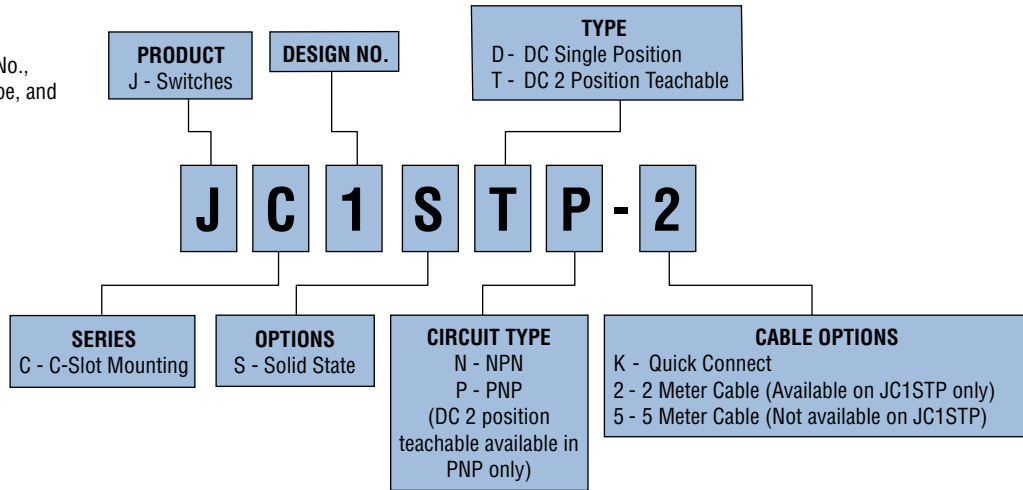 No.,
pe, and
PRODUCT
J - Switches
DESIGN NO.
TYPE
D - DC Single Position
T - DC 2 Position Teachable
J C 1 S T P - 2
SERIES
C - C-Slot Mounting
OPTIONS
S - Solid State
CIRCUIT TYPE
N - NPN
P - PNP
(DC 2 position
teachable available in
PNP only)
CABLE OPTIONS
K - Quick Connect
2 - 2 Meter Cable (Available on JC1STP only)
5 - 5 Meter Cable (Not available on JC1STP)